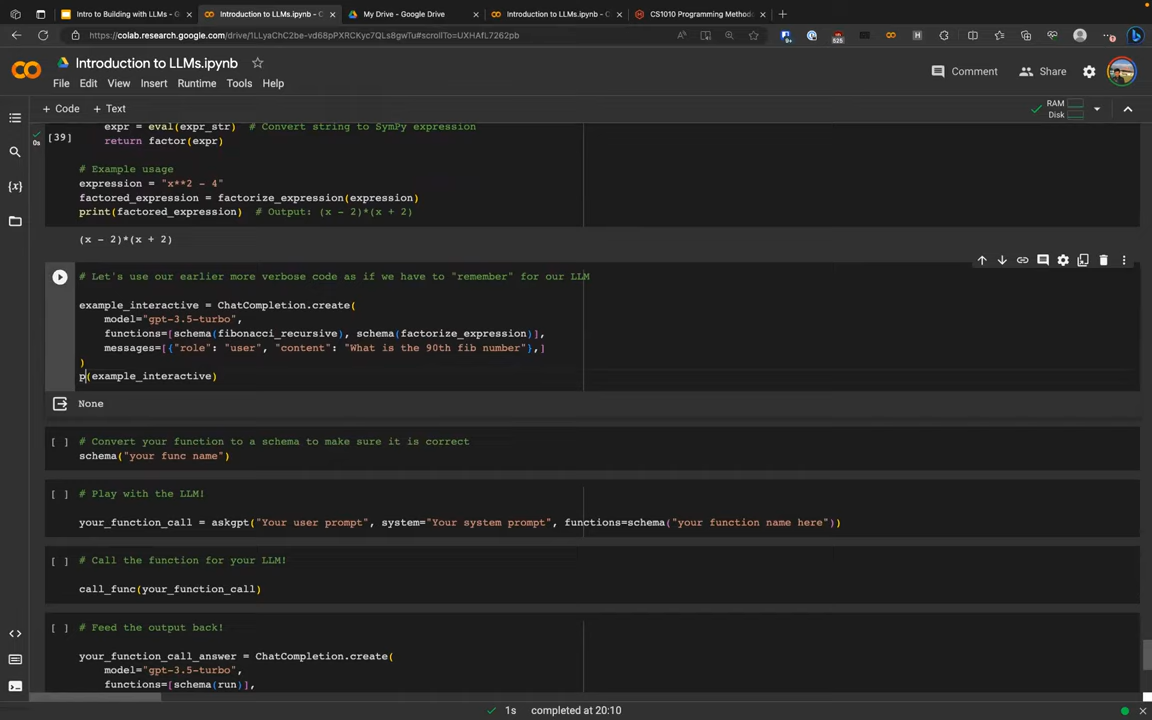 Intro to Building with LLMs - G
Introduction to LLMs.ipynb - C
My Drive - Google Drive
Introduction to LLMs.ipynb - C
CS1010 Programming Method
https://colab.research.google.com/drive/1LLyaChC2be-vd68pPXRCKyc7QLs8gwTu#scrollTo=UXHAfL7262pb
525
Introduction to LLMs.ipynb
File Edit View Insert Runtime Tools Help
Comment
Share
+ Code + Text
RAM
Disk
expr = eval(expr_str) # Convert string to SymPy expression
[39]
0s
return factor(expr)
# Example usage
expression = "x**2 - 4"
factored_expression = factorize_expression(expression)
print(factored_expression) # Output: (x - 2)*(x + 2)
(x - 2)*(x + 2)
# Let's use our earlier more verbose code as if we have to "remember" for our LLM
example_interactive = ChatCompletion.create(
model="gpt-3.5-turbo",
functions=[schema(fibonacci_recursive), schema(factorize_expression)],
messages=[{"role": "user", "content": "What is the 90th fib number"},]
)
p(example_interactive)
None
[ ] # Convert your function to a schema to make sure it is correct
schema("your func name")
[ ] # Play with the LLM!
your_function_call = askgpt("Your user prompt", system="Your system prompt", functions=schema("your function name here"))
[ ] # Call the function for your LLM!
call_func(your_function_call)
[ ] # Feed the output back!
your_function_call_answer = ChatCompletion.create(
model="gpt-3.5-turbo",
functions=[schema(run)],
1s completed at 20:10